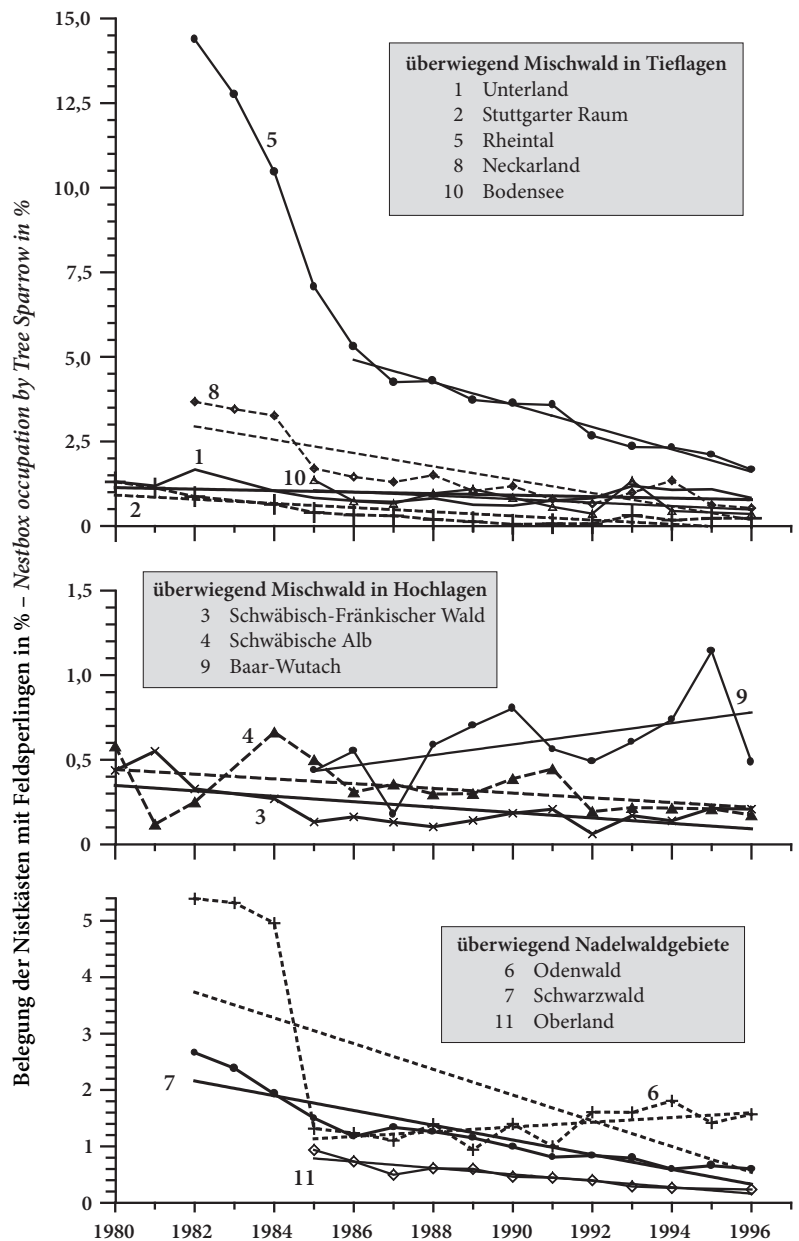 Belegung der Nistkästen mit Feldsperlingen in % – Nestbox occupation by Tree Sparrow in %
15,0
12,5
10,0
7,5
5,0
2,5
0
überwiegend Mischwald in Tieflagen
1 Unterland
2 Stuttgarter Raum
5 Rheintal
8 Neckarland
10 Bodensee
5
8
1
10
2
1,5
1,0
0,5
0
überwiegend Mischwald in Hochlagen
3 Schwäbisch-Fränkischer Wald
4 Schwäbische Alb
9 Baar-Wutach
9
4
3
5
4
3
2
1
0
überwiegend Nadelwaldgebiete
6 Odenwald
7 Schwarzwald
11 Oberland
7
6
11
1980 1982 1984 1986 1988 1990 1992 1994 1996